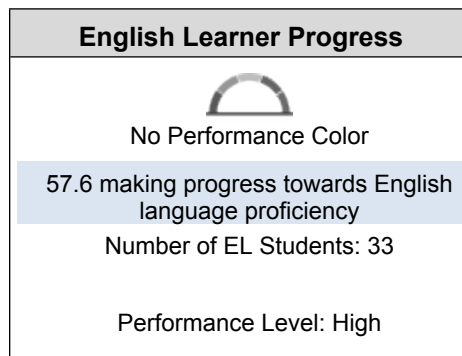 English Learner Progress
No Performance Color
57.6 making progress towards English
language proficiency
Number of EL Students: 33
Performance Level: High